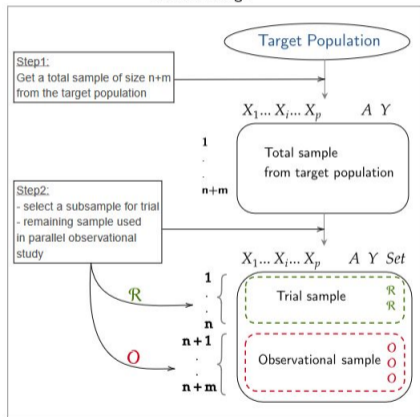 Target Population
Step1:
Get a total sample of size n+m
from the target population
X1... Xi... Xp A Y
1
.
.
n+m
Total sample
from target population
Step2:
- select a subsample for trial
- remaining sample used
in parallel observational
study
X1... Xi... Xp A Y Set
1
.
.
n
Trial sample
R
R
R
n+1
.
.
n+m
Observational sample
O
O
O
O